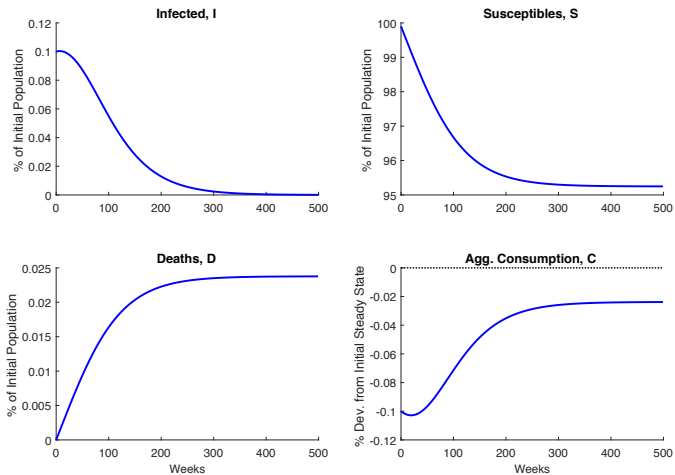 Infected, I
% of Initial Population
0.12
0.1
0.08
0.06
0.04
0.02
0
0 100 200 300 400 500
Susceptibles, S
% of Initial Population
100
99
98
97
96
95
0 100 200 300 400 500
Deaths, D
% of Initial Population
0.025
0.02
0.015
0.01
0.005
0
0 100 200 300 400 500
Weeks
Agg. Consumption, C
% Dev. from Initial Steady State
0
-0.02
-0.04
-0.06
-0.08
-0.1
-0.12
0 100 200 300 400 500
Weeks